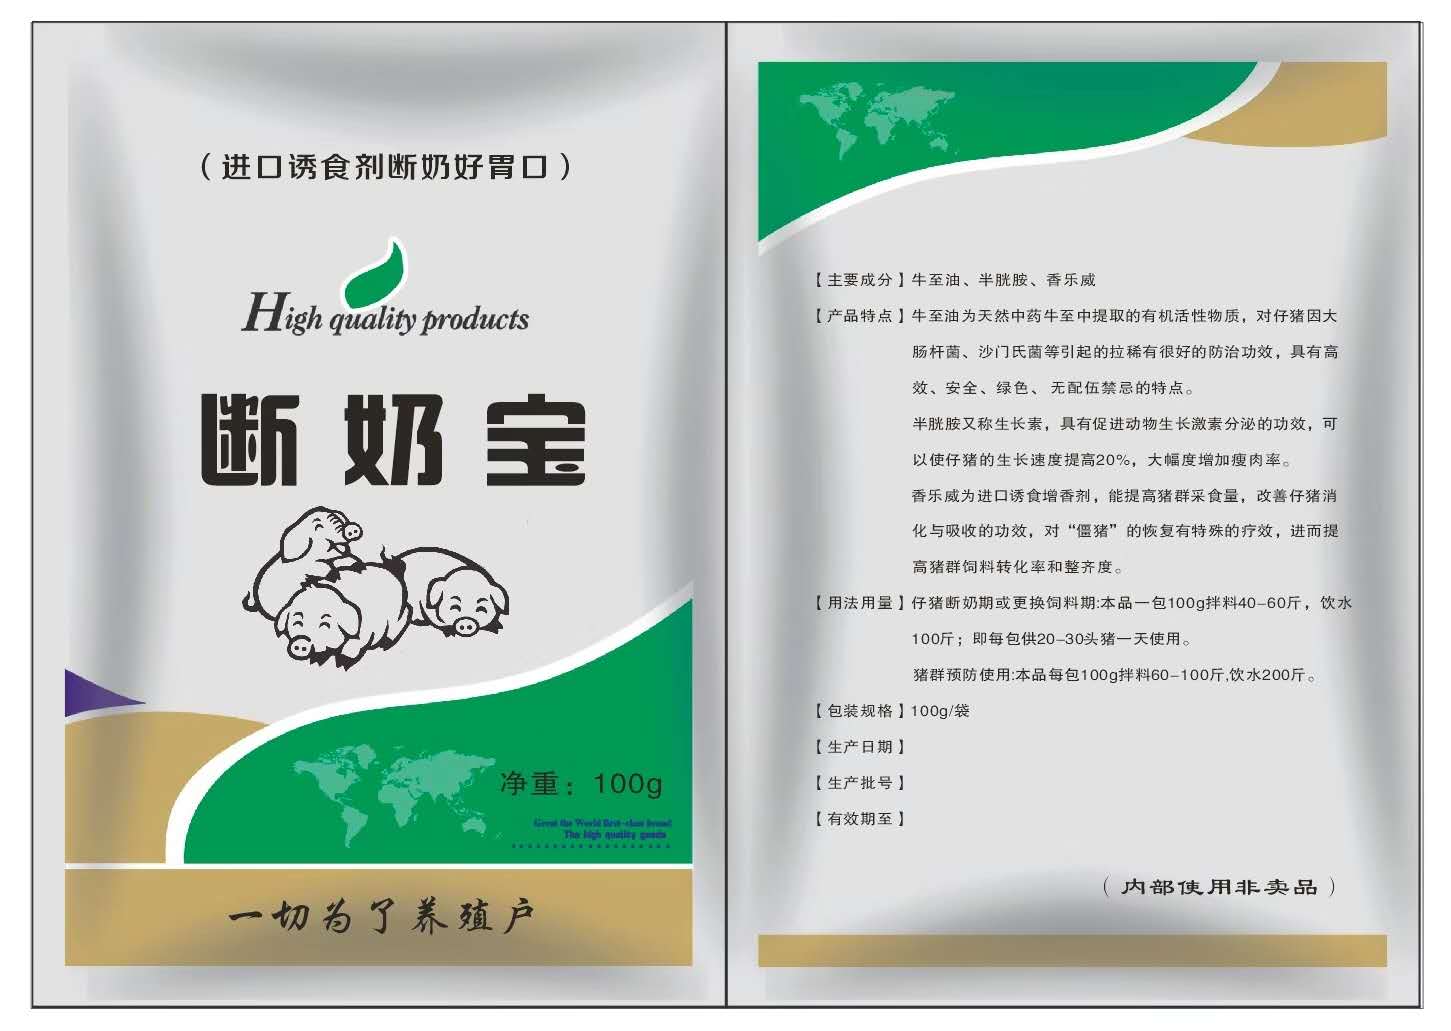 （进口诱食剂断奶好胃口）
High quality products
断奶宝
净重：100g
Great the World first-class brand
The high quality goods
一切为了养殖户
【主要成分】牛至油、半胱胺、香乐威
【产品特点】牛至油为天然中药牛至中提取的有机活性物质，对仔猪因大
肠杆菌、沙门氏菌等引起的拉稀有很好的防治功效，具有高
效、安全、绿色、无配伍禁忌的特点。
半胱胺又称生长素，具有促进动物生长激素分泌的功效，可
以使仔猪的生长速度提高20%，大幅度增加瘦肉率。
香乐威为进口诱食增香剂，能提高猪群采食量，改善仔猪消
化与吸收的功效，对“僵猪”的恢复有特殊的疗效，进而提
高猪群饲料转化率和整齐度。
【用法用量】仔猪断奶期或更换饲料期:本品一包100g拌料40-60斤，饮水
100斤；即每包供20-30头猪一天使用。
猪群预防使用:本品每包100g拌料60-100斤,饮水200斤。
【包装规格】100g/袋
【生产日期】
【生产批号】
【有效期至】
（内部使用非卖品）